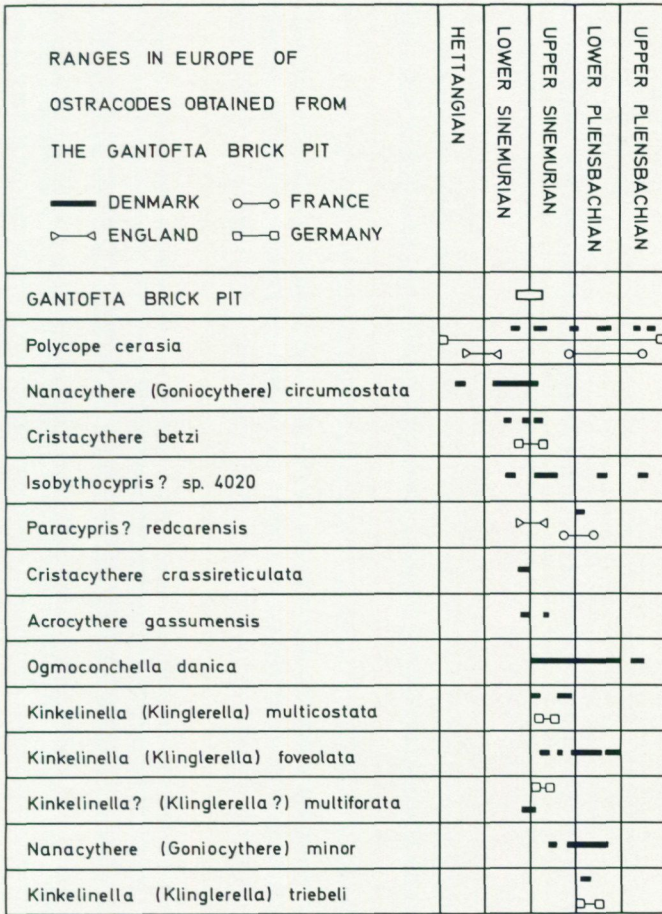 RANGES IN EUROPE OF
OSTRACODES OBTAINED FROM
THE GANTOFTA BRICK PIT
DENMARK FRANCE
ENGLAND GERMANY
HETTANGIAN
LOWER SINEMURIAN
UPPER SINEMURIAN
LOWER PLIENSBACHIAN
UPPER PLIENSBACHIAN
GANTOFTA BRICK PIT
Polycope cerasia
Nanacythere (Goniocythere) circumcostata
Cristacythere betzi
Isobythocypris? sp. 4020
Paracypris? redcarensis
Cristacythere crassireticulata
Acrocythere gassumensis
Ogmoconchella danica
Kinkelinella (Klinglerella) multicostata
Kinkelinella (Klinglerella) foveolata
Kinkelinella? (Klinglerella?) multiforata
Nanacythere (Goniocythere) minor
Kinkelinella (Klinglerella) triebeli